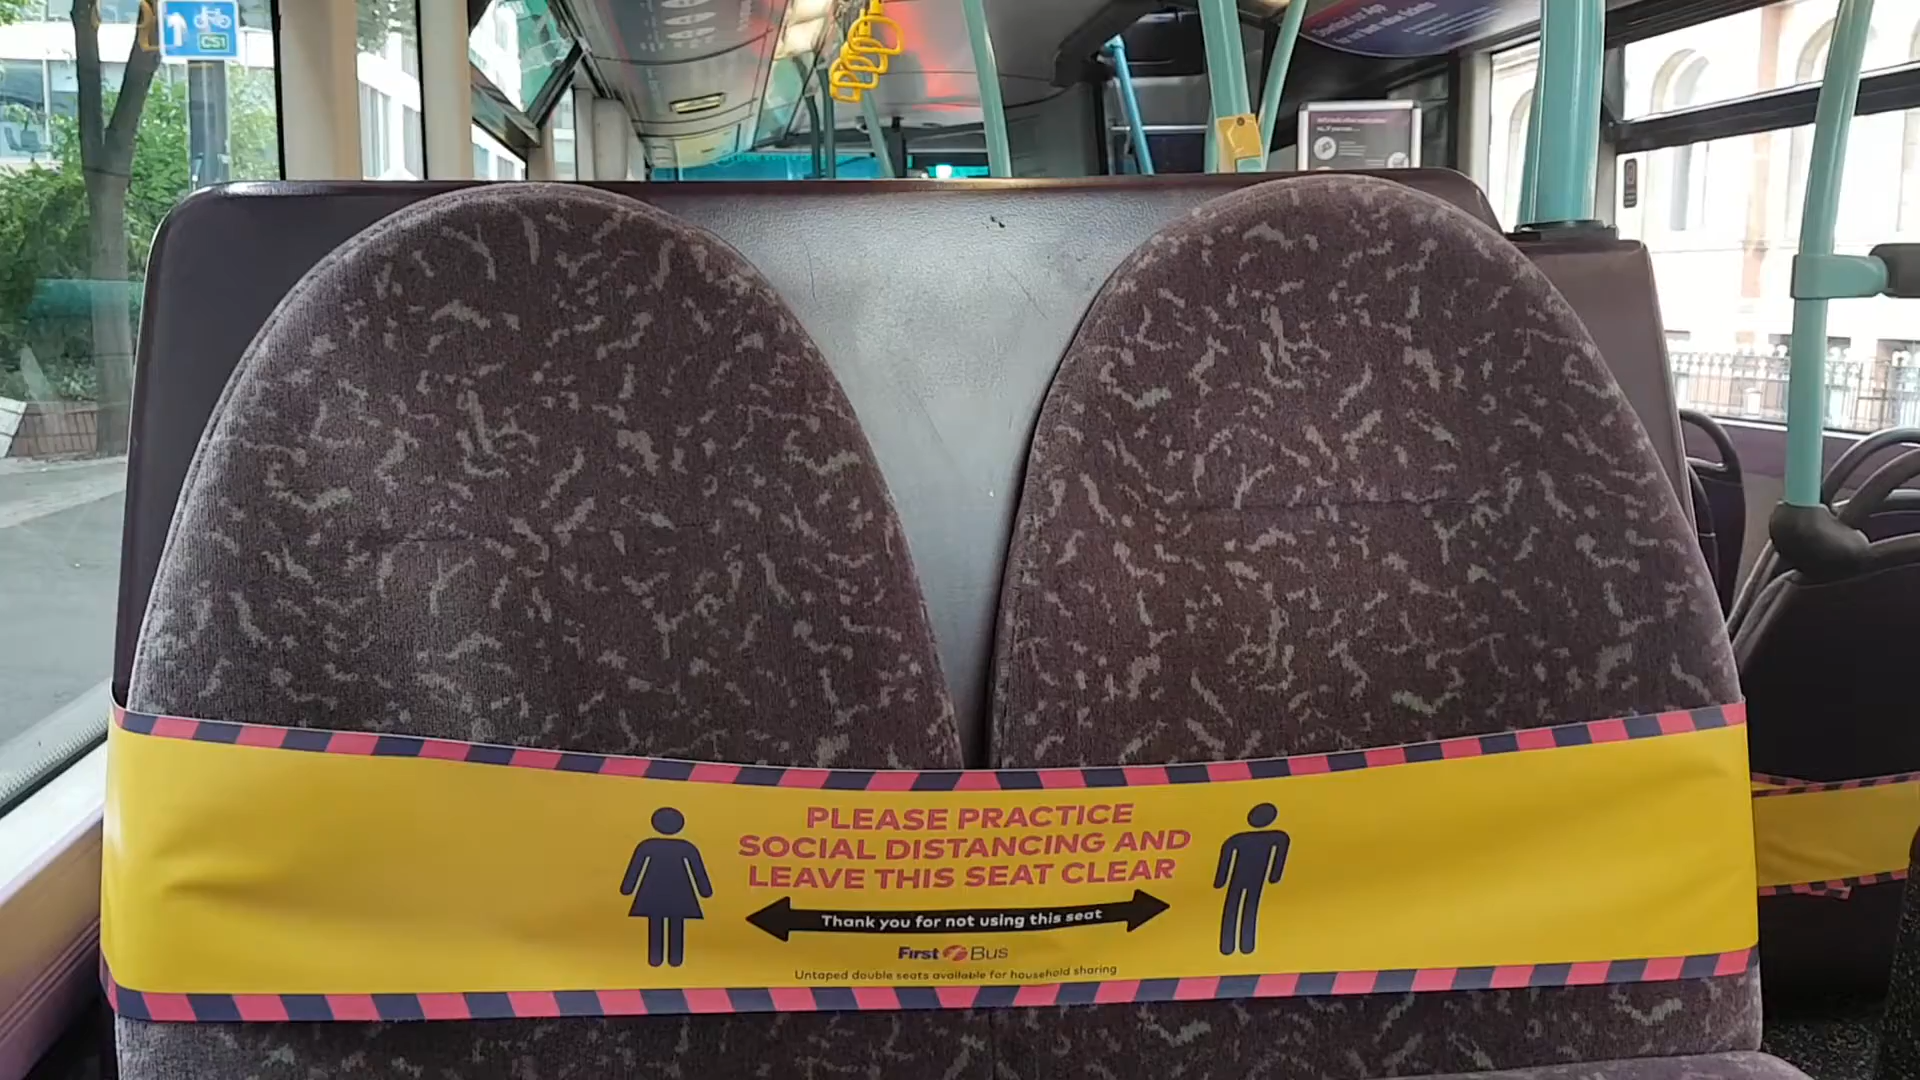 CS1
PLEASE PRACTICE
SOCIAL DISTANCING AND
LEAVE THIS SEAT CLEAR
Thank you for not using this seat
First Bus
Untaped double seats available for household sharing